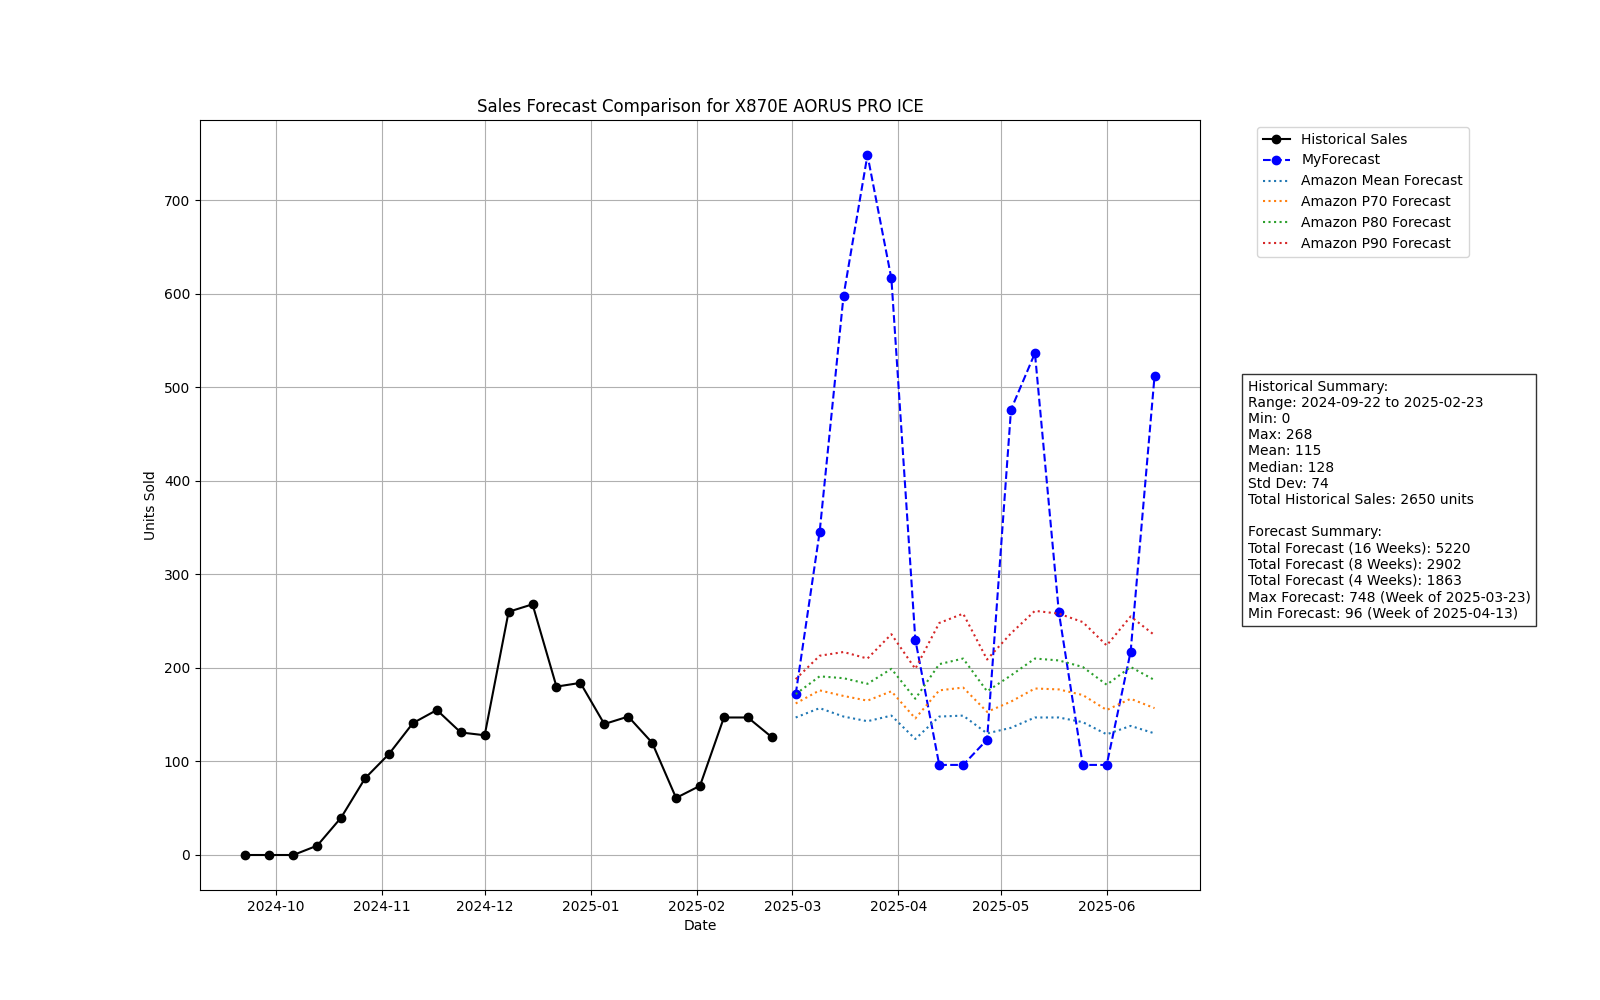 Sales Forecast Comparison for X870E AORUS PRO ICE
Historical Sales
MyForecast
Amazon Mean Forecast
Amazon P70 Forecast
Amazon P80 Forecast
Amazon P90 Forecast
700
600
500
400
300
200
100
0
Units Sold
Historical Summary:
Range: 2024-09-22 to 2025-02-23
Min: 0
Max: 268
Mean: 115
Median: 128
Std Dev: 74
Total Historical Sales: 2650 units
Forecast Summary:
Total Forecast (16 Weeks): 5220
Total Forecast (8 Weeks): 2902
Total Forecast (4 Weeks): 1863
Max Forecast: 748 (Week of 2025-03-23)
Min Forecast: 96 (Week of 2025-04-13)
2024-10 2024-11 2024-12 2025-01 2025-02 2025-03 2025-04 2025-05 2025-06
Date